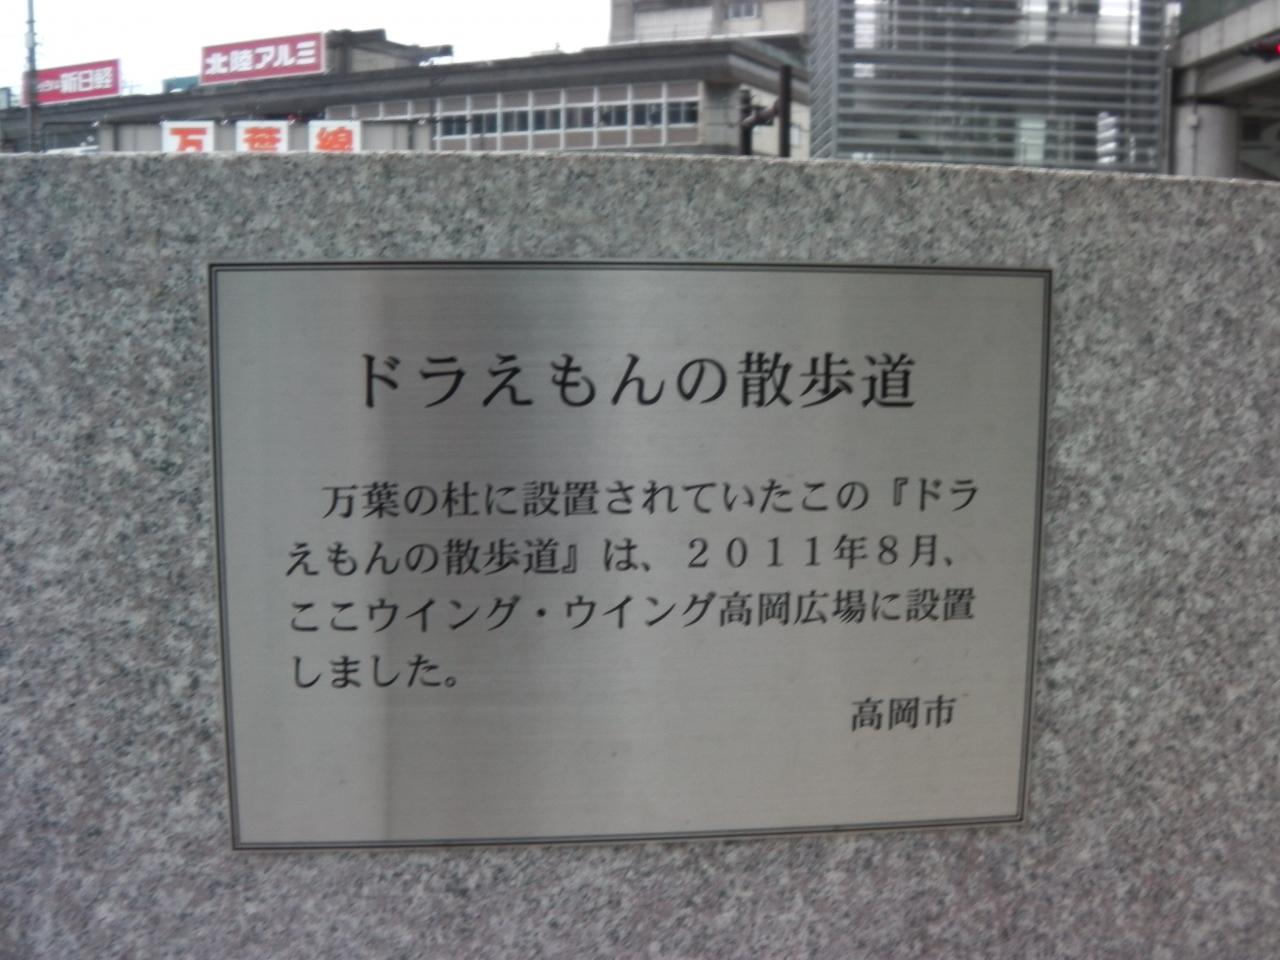 新日軽
北陸アルミ
万葉線
ドラえもんの散歩道
万葉の杜に設置されていたこの『ドラ
えもんの散歩道』は、２０１１年８月、
ここウイング・ウイング高岡広場に設置
しました。
高岡市